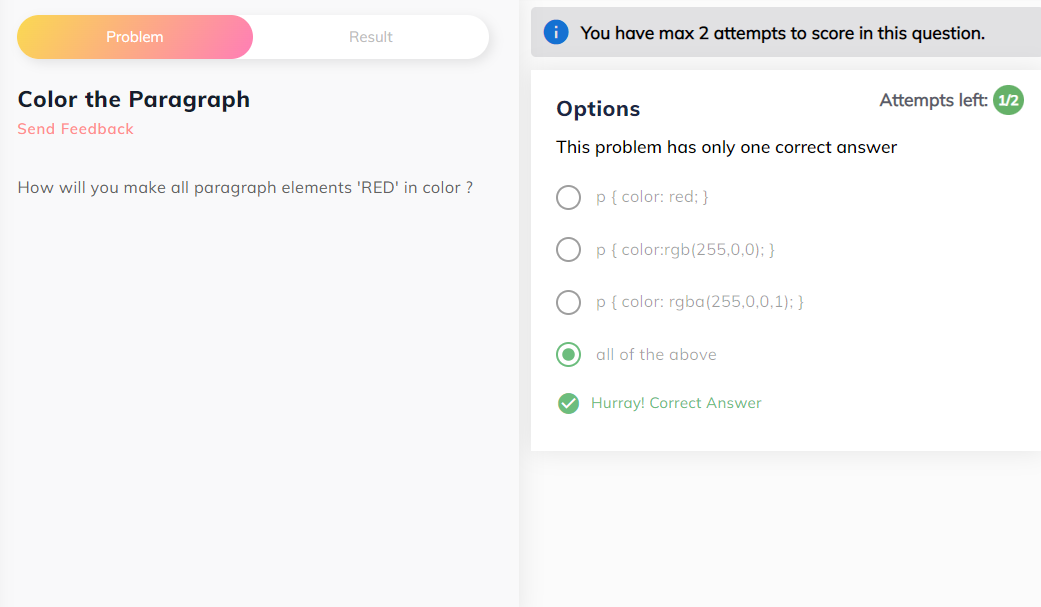 Problem
Result
Color the Paragraph
Send Feedback
How will you make all paragraph elements 'RED' in color ?
i You have max 2 attempts to score in this question.
Options
Attempts left: 1/2
This problem has only one correct answer
p { color: red; }
p { color:rgb(255,0,0); }
p { color: rgba(255,0,0,1); }
all of the above
Hurray! Correct Answer